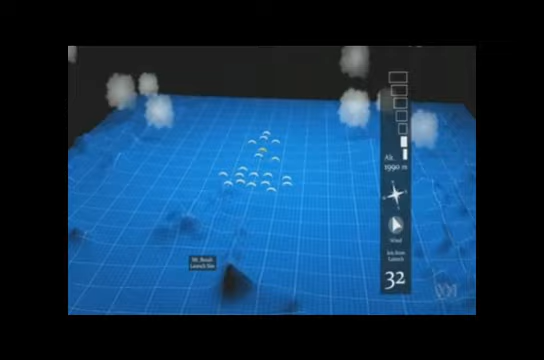 Alt.
1990 m
Wind
km from
Launch
32
Mt. Borah
Launch Site